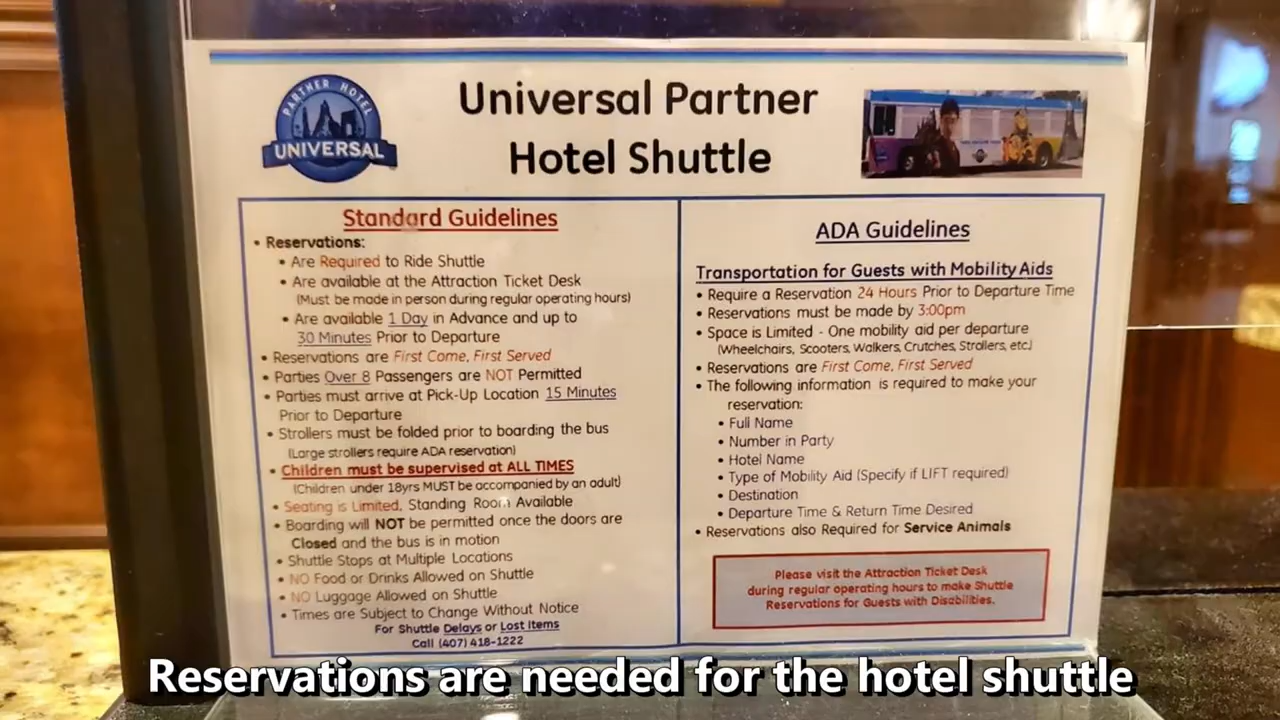 PARTNER HOTEL
UNIVERSAL
Universal Partner
Hotel Shuttle
Standard Guidelines
• Reservations:
• Are Required to Ride Shuttle
• Are available at the Attraction Ticket Desk
(Must be made in person during regular operating hours)
• Are available 1 Day in Advance and up to
30 Minutes Prior to Departure
• Reservations are First Come, First Served
• Parties Over 8 Passengers are NOT Permitted
• Parties must arrive at Pick-Up Location 15 Minutes
Prior to Departure
• Strollers must be folded prior to boarding the bus
(Large strollers require ADA reservation)
• Children must be supervised at ALL TIMES
(Children under 18yrs MUST be accompanied by an adult)
• Seating is Limited, Standing Room Available
• Boarding will NOT be permitted once the doors are
Closed and the bus is in motion
• Shuttle Stops at Multiple Locations
• NO Food or Drinks Allowed on Shuttle
• NO Luggage Allowed on Shuttle
• Times are Subject to Change Without Notice
For Shuttle Delays or Lost Items
Call (407) 418-1222
ADA Guidelines
Transportation for Guests with Mobility Aids
• Require a Reservation 24 Hours Prior to Departure Time
• Reservations must be made by 3:00pm
• Space is Limited - One mobility aid per departure
(Wheelchairs, Scooters, Walkers, Crutches, Strollers, etc.)
• Reservations are First Come, First Served
• The following information is required to make your
reservation:
• Full Name
• Number in Party
• Hotel Name
• Type of Mobility Aid (Specify if LIFT required)
• Destination
• Departure Time & Return Time Desired
• Reservations also Required for Service Animals
Please visit the Attraction Ticket Desk
during regular operating hours to make Shuttle
Reservations for Guests with Disabilities.
Reservations are needed for the hotel shuttle